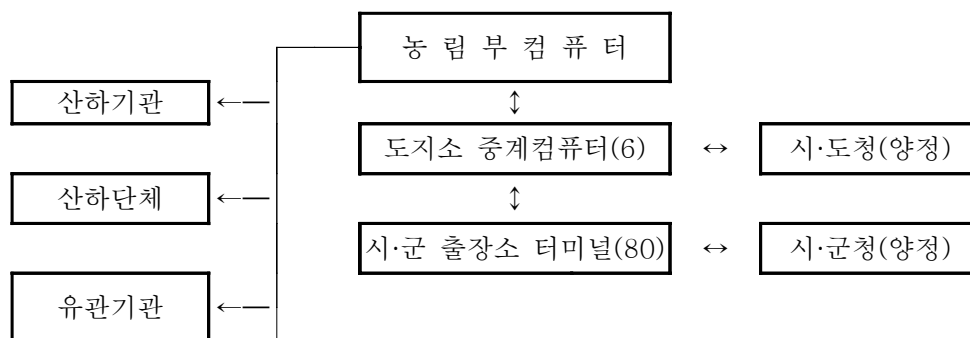 농 림 부 컴 퓨 터
산하기관 ←─ ↕
도지소 중계컴퓨터(6) ↔ 시·도청(양정)
산하단체 ←─ ↕
시·군 출장소 터미널(80) ↔ 시·군청(양정)
유관기관 ←─